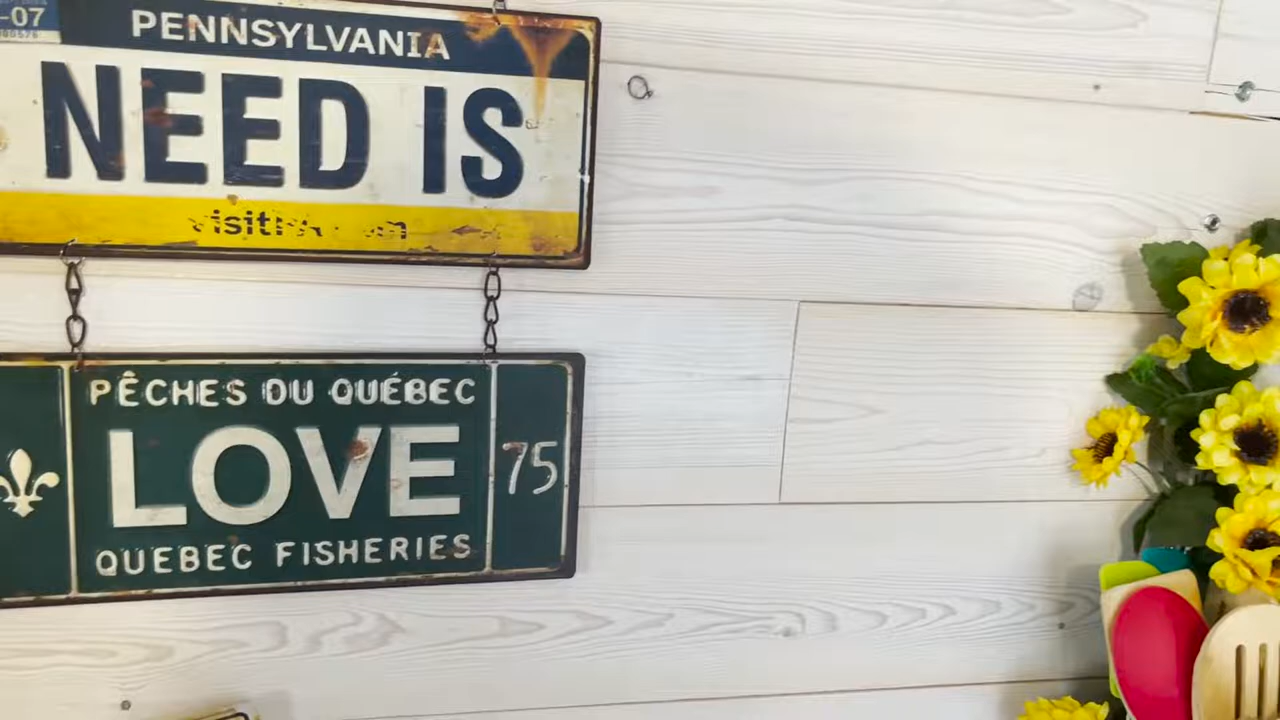 -07
PENNSYLVANIA
NEED IS
PÊCHES DU QUÉBEC
LOVE
75
QUEBEC FISHERIES